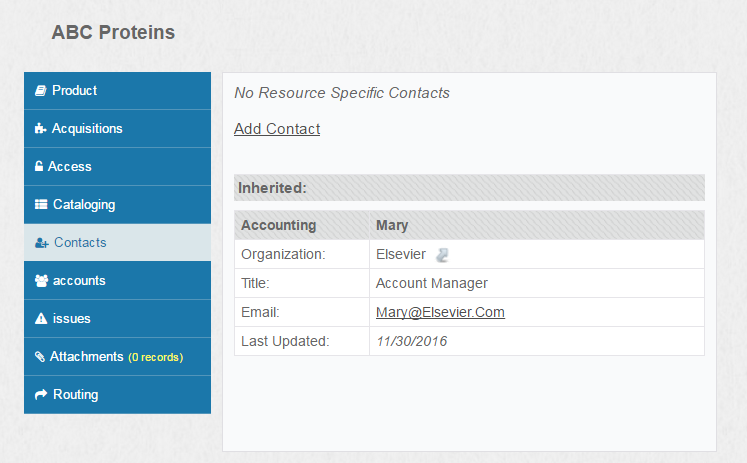 ABC Proteins
Product
Acquisitions
Access
Cataloging
Contacts
accounts
issues
Attachments (0 records)
Routing
No Resource Specific Contacts
Add Contact
Inherited:
Accounting Mary
Organization: Elsevier
Title: Account Manager
Email: Mary@Elsevier.Com
Last Updated: 11/30/2016